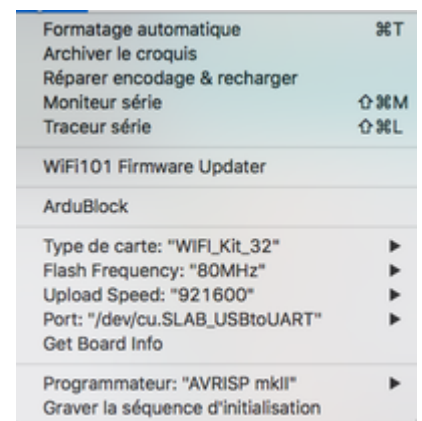 Formatage automatique ⌘T
Archiver le croquis
Réparer encodage & recharger
Moniteur série ⇧⌘M
Traceur série ⇧⌘L
WiFi101 Firmware Updater
ArduBlock
Type de carte: "WIFI_Kit_32" ▶
Flash Frequency: "80MHz" ▶
Upload Speed: "921600" ▶
Port: "/dev/cu.SLAB_USBtoUART" ▶
Get Board Info
Programmateur: "AVRISP mkII" ▶
Graver la séquence d'initialisation